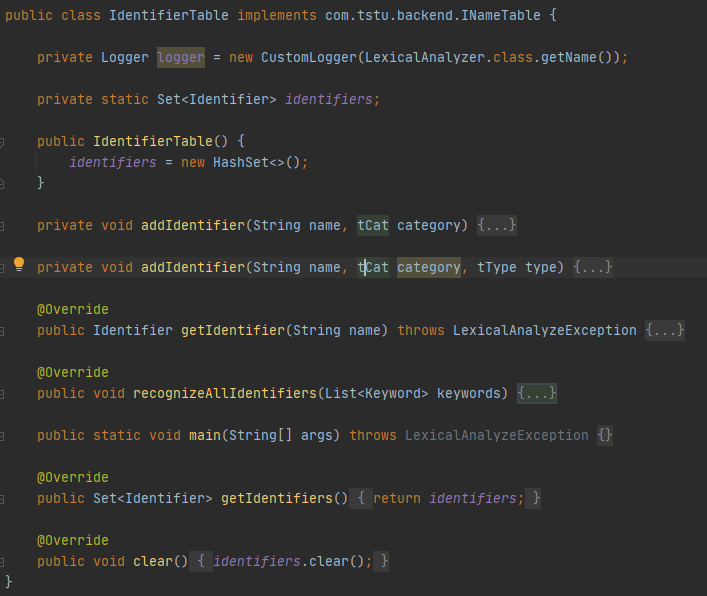 public class IdentifierTable implements com.tstu.backend.INameTable {
private Logger logger = new CustomLogger(LexicalAnalyzer.class.getName());
private static Set<Identifier> identifiers;
public IdentifierTable() {
identifiers = new HashSet<>();
}
private void addIdentifier(String name, tCat category) {...}
private void addIdentifier(String name, tCat category, tType type) {...}
@Override
public Identifier getIdentifier(String name) throws LexicalAnalyzeException {...}
@Override
public void recognizeAllIdentifiers(List<Keyword> keywords) {...}
public static void main(String[] args) throws LexicalAnalyzeException {}
@Override
public Set<Identifier> getIdentifiers() { return identifiers; }
@Override
public void clear() { identifiers.clear(); }
}